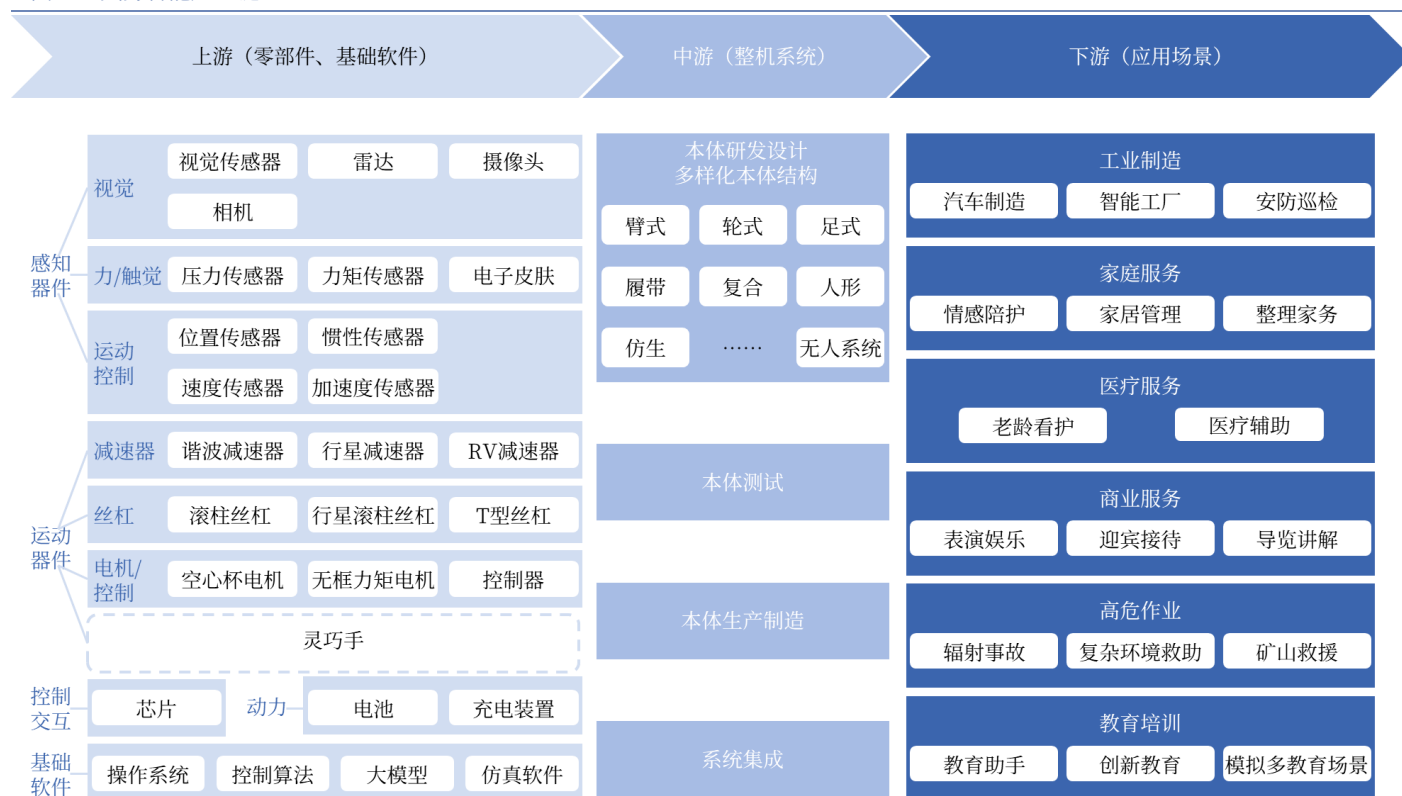 上游（零部件、基础软件）
中游（整机系统）
下游（应用场景）
感知
器件
视觉
视觉传感器
雷达
摄像头
相机
力/触觉
压力传感器
力矩传感器
电子皮肤
运动
控制
位置传感器
惯性传感器
速度传感器
加速度传感器
运动
器件
减速器
谐波减速器
行星减速器
RV减速器
丝杠
滚柱丝杠
行星滚柱丝杠
T型丝杠
电机/
控制
空心杯电机
无框力矩电机
控制器
灵巧手
控制
交互
芯片
动力
电池
充电装置
基础
软件
操作系统
控制算法
大模型
仿真软件
本体研发设计
多样化本体结构
臂式
轮式
足式
履带
复合
人形
仿生
……
无人系统
本体测试
本体生产制造
系统集成
工业制造
汽车制造
智能工厂
安防巡检
家庭服务
情感陪护
家居管理
整理家务
医疗服务
老龄看护
医疗辅助
商业服务
表演娱乐
迎宾接待
导览讲解
高危作业
辐射事故
复杂环境救助
矿山救援
教育培训
教育助手
创新教育
模拟多教育场景